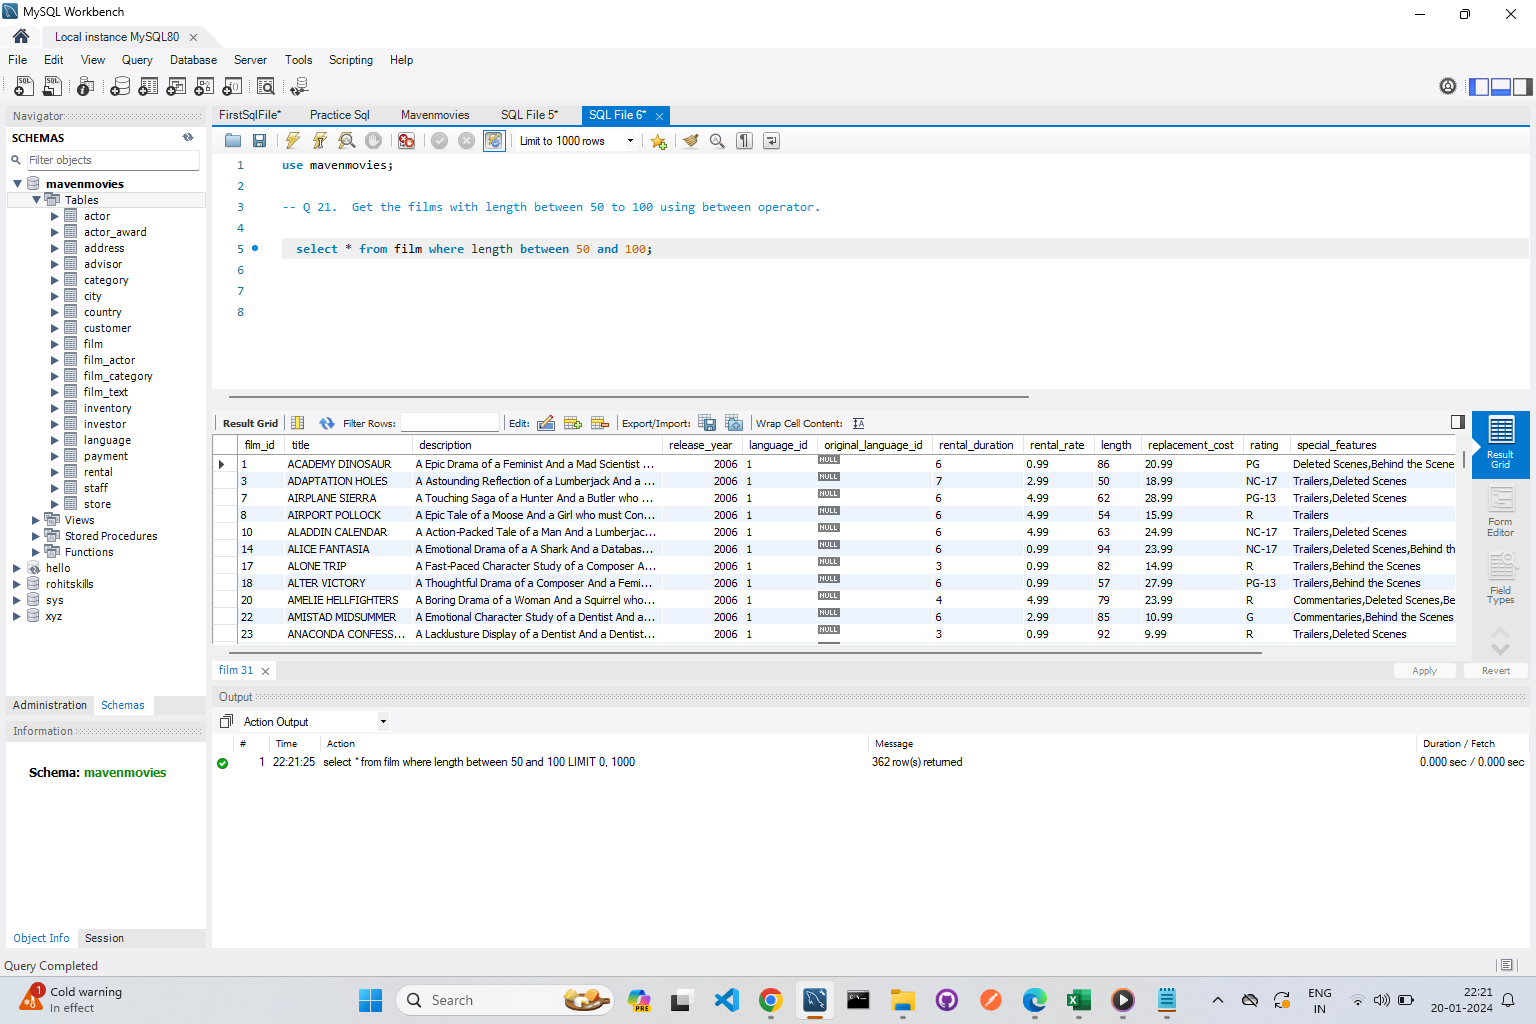 MySQL Workbench
Local instance MySQL80
File Edit View Query Database Server Tools Scripting Help
Navigator
SCHEMAS
Filter objects
mavenmovies
Tables
actor
actor_award
address
advisor
category
city
country
customer
film
film_actor
film_category
film_text
inventory
investor
language
payment
rental
staff
store
Views
Stored Procedures
Functions
hello
rohitskills
sys
xyz
Administration Schemas
Information
Schema: mavenmovies
Object Info Session
FirstSqlFile* Practice Sql Mavenmovies SQL File 5* SQL File 6*
Limit to 1000 rows
1 use mavenmovies;
2
3 -- Q 21.  Get the films with length between 50 to 100 using between operator.
4
5 select * from film where length between 50 and 100;
6
7
8
Result Grid Filter Rows: Edit: Export/Import: Wrap Cell Content:
film_id title description release_year language_id original_language_id rental_duration rental_rate length replacement_cost rating special_features
1 ACADEMY DINOSAUR A Epic Drama of a Feminist And a Mad Scientist ... 2006 1 NULL 6 0.99 86 20.99 PG Deleted Scenes,Behind the Scene
3 ADAPTATION HOLES A Astounding Reflection of a Lumberjack And a ... 2006 1 NULL 7 2.99 50 18.99 NC-17 Trailers,Deleted Scenes
7 AIRPLANE SIERRA A Touching Saga of a Hunter And a Butler who ... 2006 1 NULL 6 4.99 62 28.99 PG-13 Trailers,Deleted Scenes
8 AIRPORT POLLOCK A Epic Tale of a Moose And a Girl who must Con... 2006 1 NULL 6 4.99 54 15.99 R Trailers
10 ALADDIN CALENDAR A Action-Packed Tale of a Man And a Lumberjac... 2006 1 NULL 6 4.99 63 24.99 NC-17 Trailers,Deleted Scenes
14 ALICE FANTASIA A Emotional Drama of a A Shark And a Databas... 2006 1 NULL 6 0.99 94 23.99 NC-17 Trailers,Deleted Scenes,Behind th
17 ALONE TRIP A Fast-Paced Character Study of a Composer A... 2006 1 NULL 3 0.99 82 14.99 R Trailers,Behind the Scenes
18 ALTER VICTORY A Thoughtful Drama of a Composer And a Femi... 2006 1 NULL 6 0.99 57 27.99 PG-13 Trailers,Behind the Scenes
20 AMELIE HELLFIGHTERS A Boring Drama of a Woman And a Squirrel who... 2006 1 NULL 4 4.99 79 23.99 R Commentaries,Deleted Scenes,Be
22 AMISTAD MIDSUMMER A Emotional Character Study of a Dentist And a... 2006 1 NULL 6 2.99 85 10.99 G Commentaries,Behind the Scenes
23 ANACONDA CONFESS... A Lacklusture Display of a Dentist And a Dentist... 2006 1 NULL 3 0.99 92 9.99 R Trailers,Deleted Scenes
Result Grid
Form Editor
Field Types
film 31
Apply Revert
Output
Action Output
# Time Action Message Duration / Fetch
1 22:21:25 select * from film where length between 50 and 100 LIMIT 0, 1000 362 row(s) returned 0.000 sec / 0.000 sec
Query Completed
1 Cold warning
In effect
Search
PRE
ENG
IN
22:21
20-01-2024